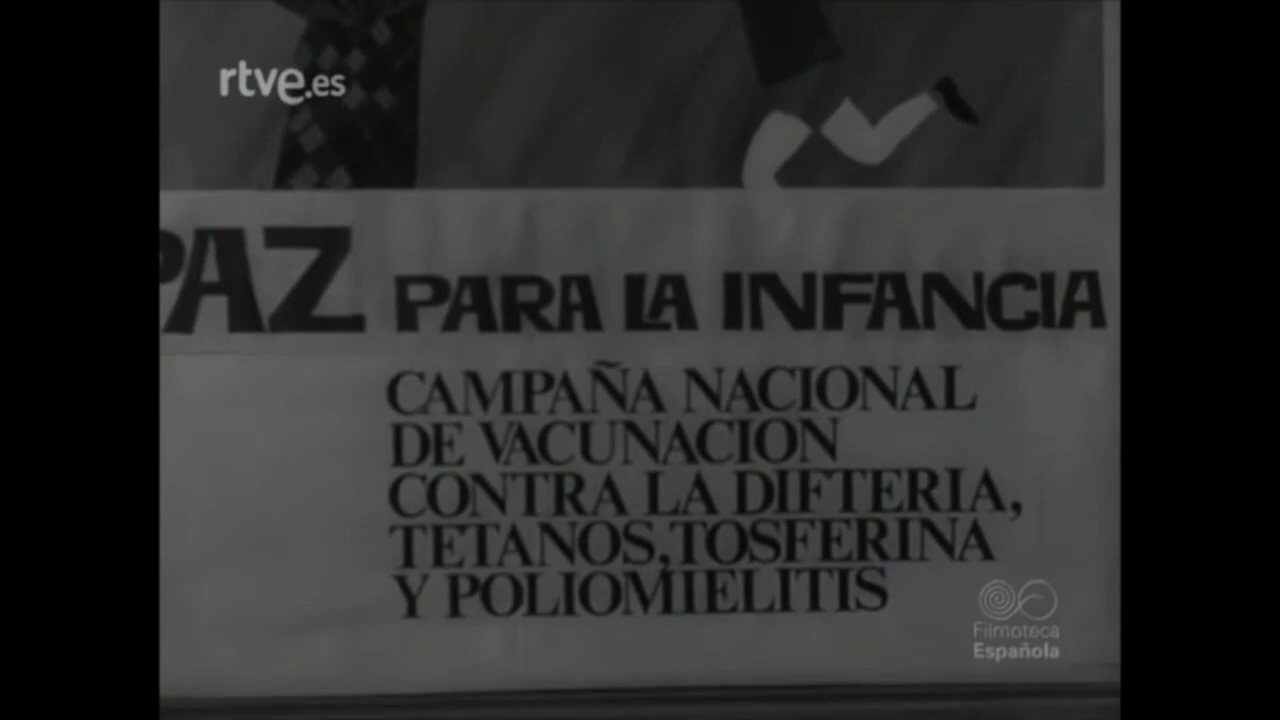 rtve.es
PAZ PARA LA INFANCIA
CAMPAÑA NACIONAL
DE VACUNACION
CONTRA LA DIFTERIA,
TETANOS, TOSFERINA
Y POLIOMIELITIS
Filmoteca
Española